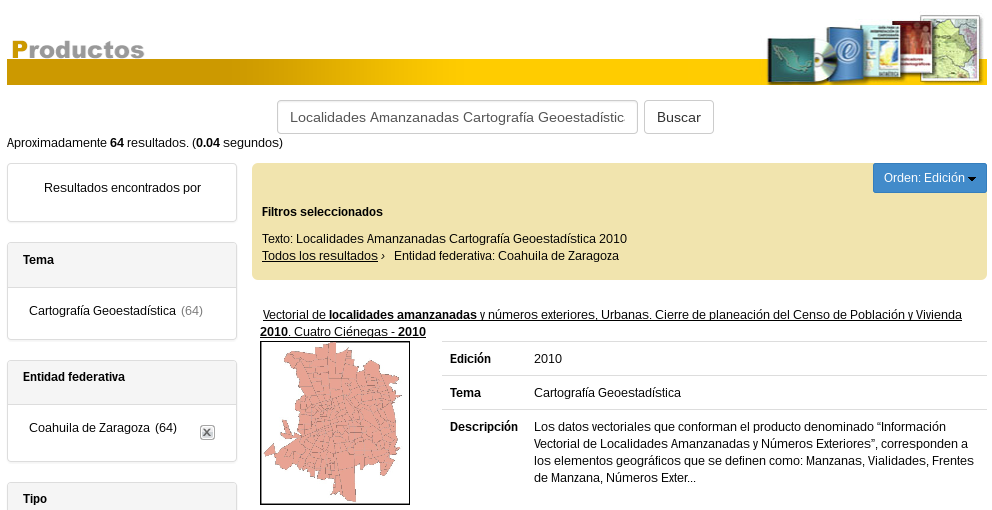 Productos
Localidades Amanzanadas Cartografía Geoestadístic
Buscar
Aproximadamente 64 resultados. (0.04 segundos)
Resultados encontrados por
Orden: Edición
Filtros seleccionados
Texto: Localidades Amanzanadas Cartografía Geoestadística 2010
Todos los resultados › Entidad federativa: Coahuila de Zaragoza
Tema
Cartografía Geoestadística (64)
Entidad federativa
Coahuila de Zaragoza (64)
Tipo
Vectorial de localidades amanzanadas y números exteriores, Urbanas. Cierre de planeación del Censo de Población y Vivienda
2010. Cuatro Ciénegas - 2010
Edición 2010
Tema Cartografía Geoestadística
Descripción Los datos vectoriales que conforman el producto denominado “Información
Vectorial de Localidades Amanzanadas y Números Exteriores”, corresponden a
los elementos geográficos que se definen como: Manzanas, Vialidades, Frentes
de Manzana, Números Exter...